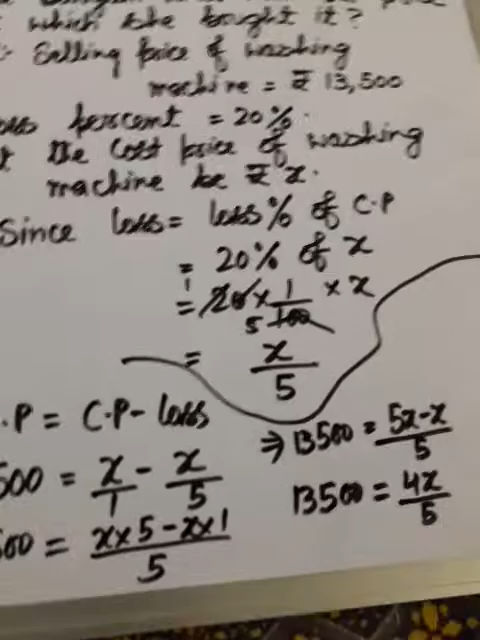 which she bought it?
Selling price of washing
machine = ₹ 13,500
percent = 20%.
the cost price of washing
machine be ₹ x.
Since loss = loss% of C.P
= 20% of x
= 20 × 1/100 × x
5
= x/5
.P = C.P - loss
500 = x/1 - x/5
500 = x×5-x×1/5
⇒ 13500 = 5x-x/5
13500 = 4x/5